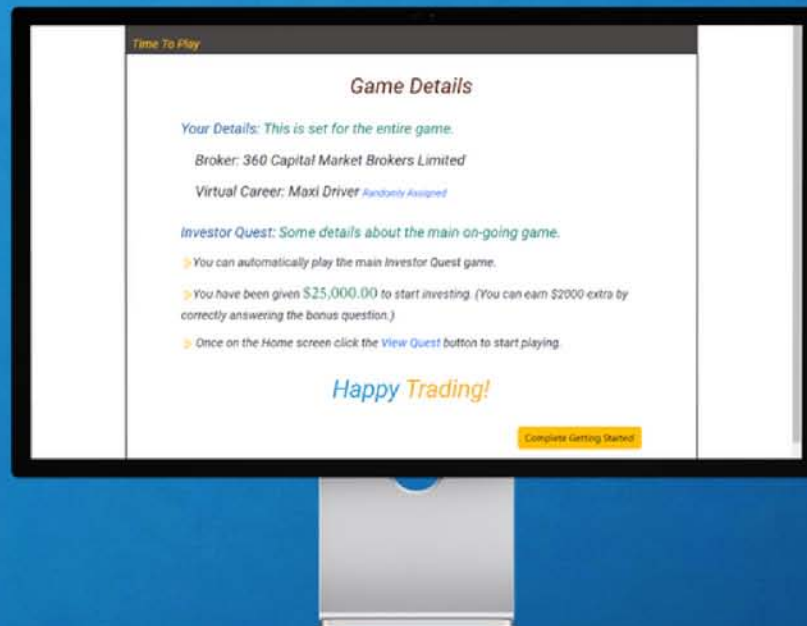 Time To Play
Game Details
Your Details: This is set for the entire game.
Broker: 360 Capital Market Brokers Limited
Virtual Career: Maxi Driver Randomly Assigned
Investor Quest: Some details about the main on-going game.
You can automatically play the main Investor Quest game.
You have been given $25,000.00 to start investing. (You can earn $2000 extra by
correctly answering the bonus question.)
Once on the Home screen click the View Quest button to start playing.
Happy Trading!
Complete Getting Started